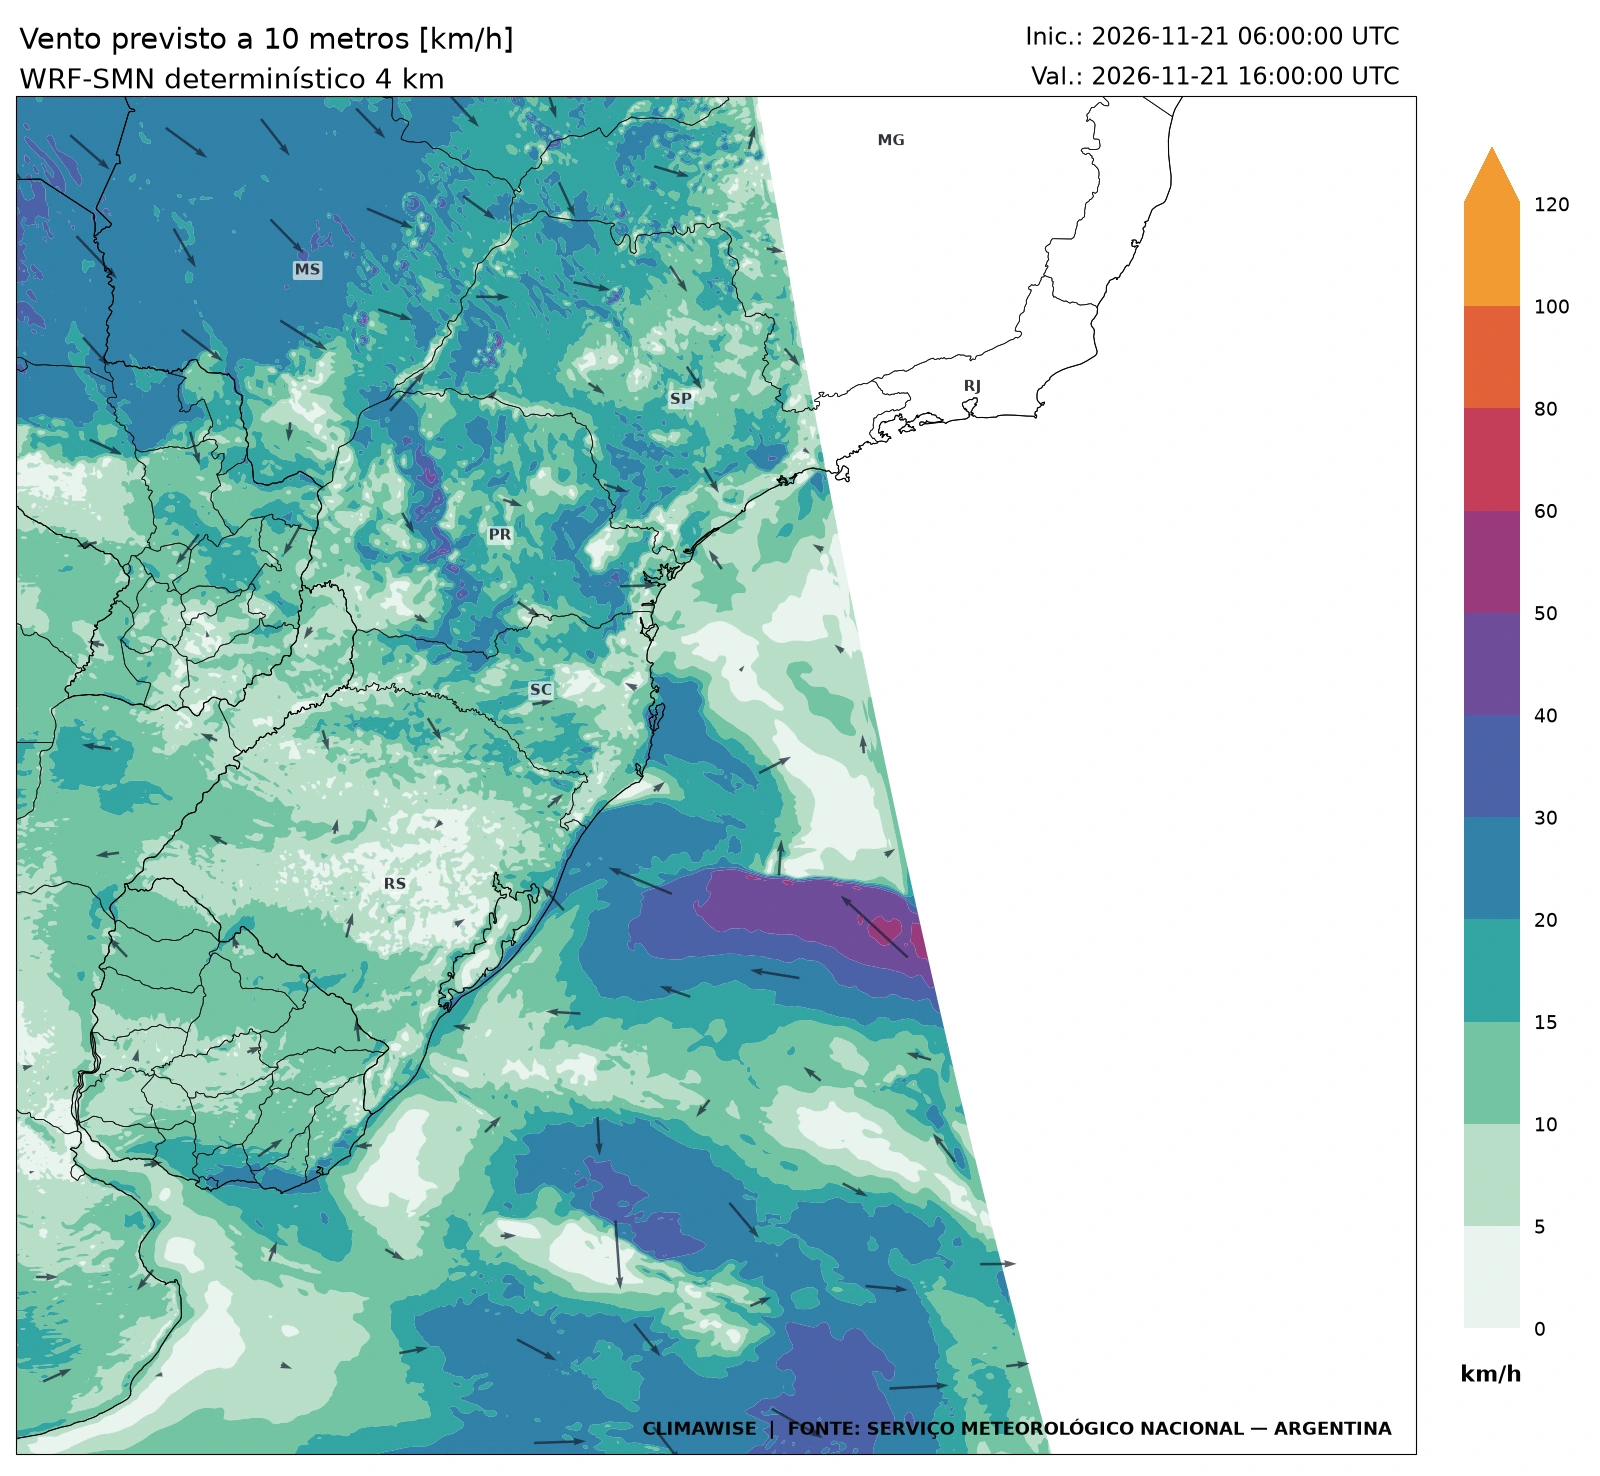 Vento previsto a 10 metros [km/h]
WRF-SMN determinístico 4 km
Inic.: 2026-11-21 06:00:00 UTC
Val.: 2026-11-21 16:00:00 UTC
MG
MS
RJ
SP
PR
SC
RS
120
100
80
60
50
40
30
20
15
10
5
0
km/h
CLIMAWISE | FONTE: SERVIÇO METEOROLÓGICO NACIONAL — ARGENTINA